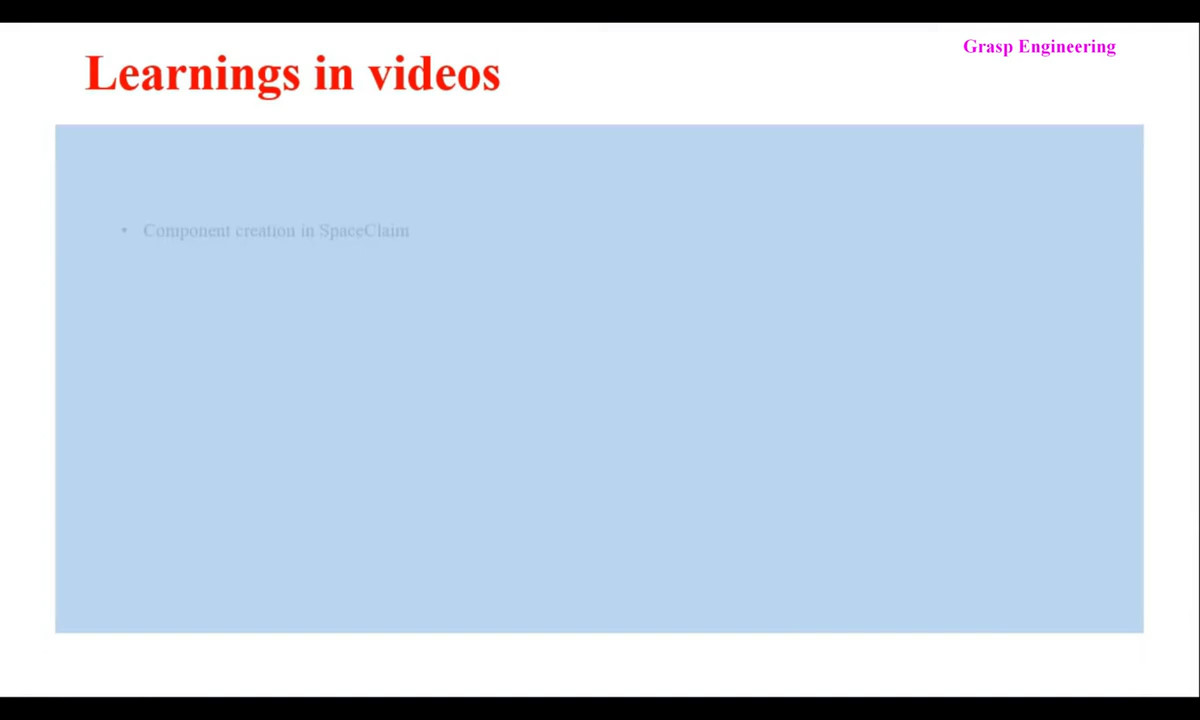 Grasp Engineering
Learnings in videos
• Component creation in SpaceClaim